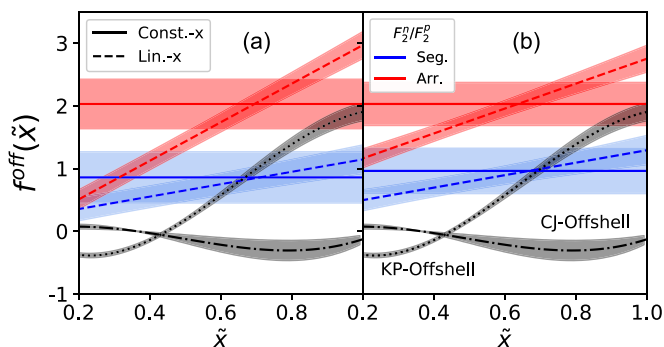 Const.-x
Lin.-x
(a)
F₂ⁿ/F₂ᵖ
Seg.
Arr.
(b)
3
2
1
0
-1
f^{off}(x̃)
KP-Offshell
CJ-Offshell
0.2 0.4 0.6 0.8 0.2 0.4 0.6 0.8 1.0
x̃ x̃